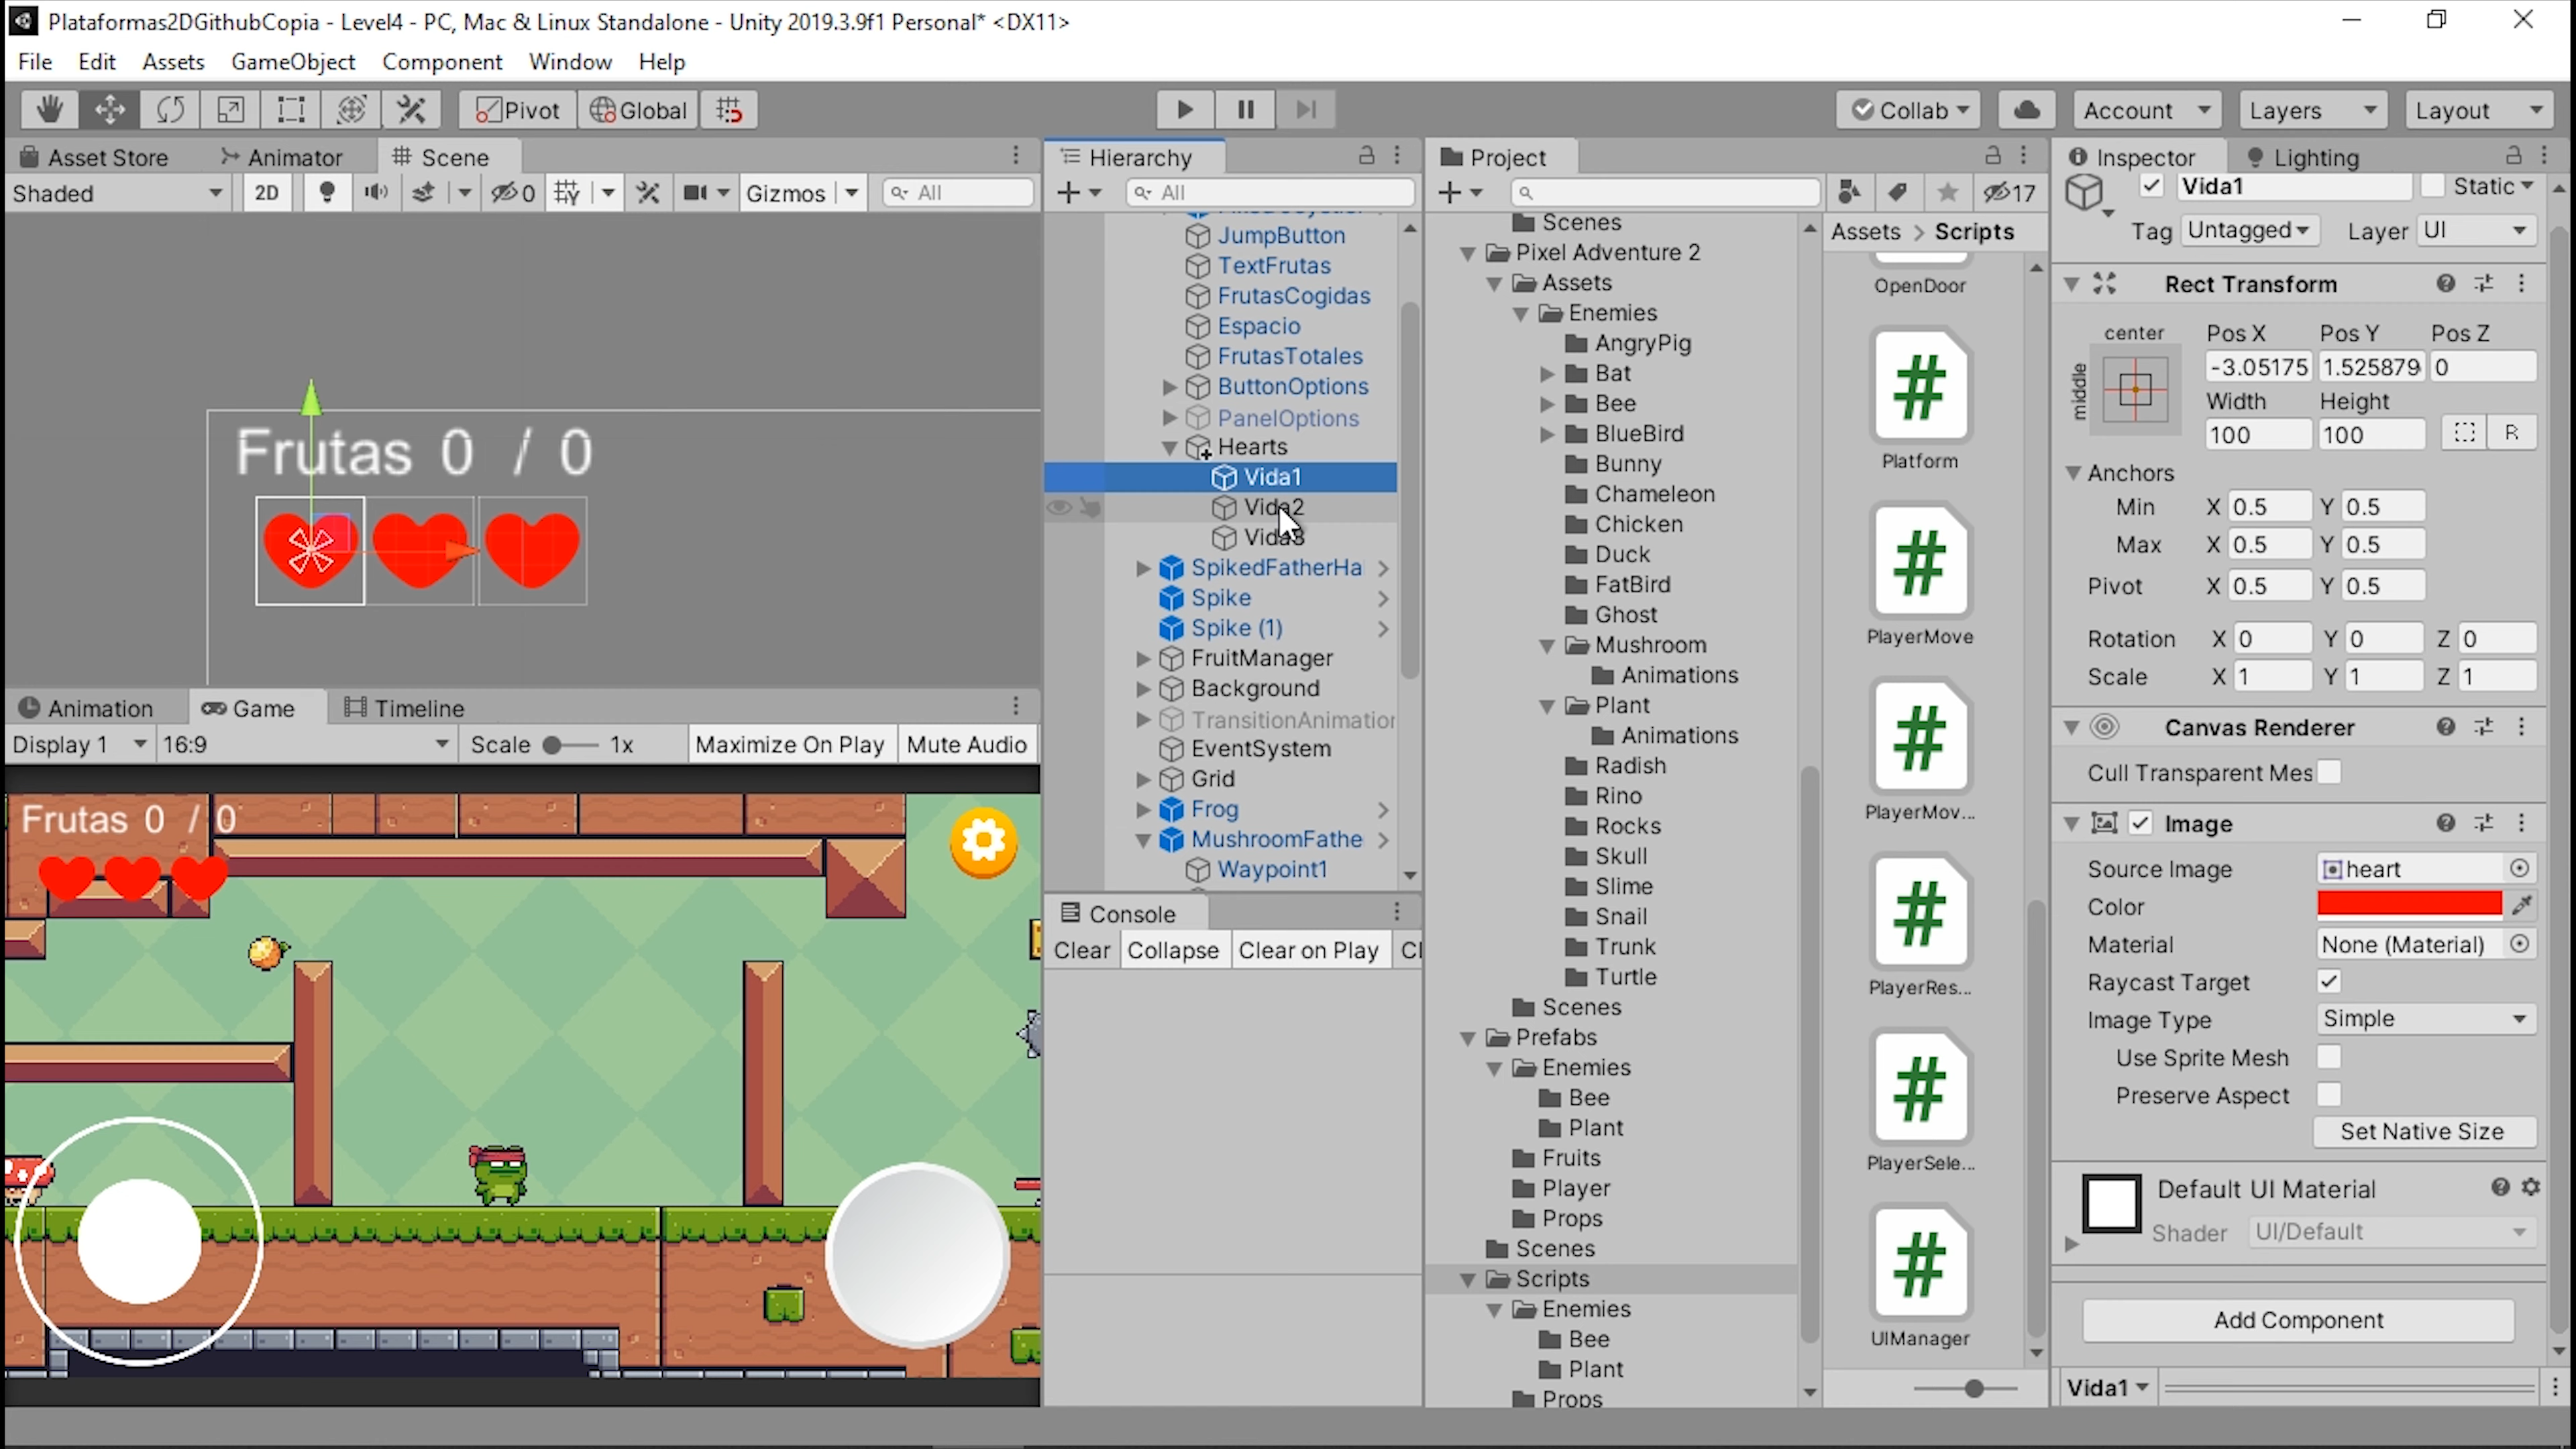 Plataformas2DGithubCopia - Level4 - PC, Mac & Linux Standalone - Unity 2019.3.9f1 Personal* <DX11>
File Edit Assets GameObject Component Window Help
Pivot Global Collab Account Layers Layout
Asset Store Animator Scene
Shaded 2D 0 Gizmos All
Frutas 0 / 0
Animation Game Timeline
Display 1 16:9 Scale 1x Maximize On Play Mute Audio
Frutas 0 / 0
Hierarchy
All
JumpButton
TextFrutas
FrutasCogidas
Espacio
FrutasTotales
ButtonOptions
PanelOptions
Hearts
Vida1
Vida2
SpikedFatherHa
Spike
Spike (1)
FruitManager
Background
TransitionAnimation
EventSystem
Grid
Frog
MushroomFathe
Waypoint1
Console
Clear Collapse Clear on Play Cl
Project
17
Scenes
Pixel Adventure 2
Assets
Enemies
AngryPig
Bat
Bee
BlueBird
Bunny
Chameleon
Chicken
Duck
FatBird
Ghost
Mushroom
Animations
Plant
Animations
Radish
Rino
Rocks
Skull
Slime
Snail
Trunk
Turtle
Scenes
Prefabs
Enemies
Bee
Plant
Fruits
Player
Props
Scenes
Scripts
Enemies
Bee
Plant
Props
Assets > Scripts
OpenDoor
#
Platform
#
PlayerMove
#
PlayerMov...
#
PlayerRes...
#
PlayerSele...
#
UIManager
Inspector Lighting
Vida1 Static
Tag Untagged Layer UI
Rect Transform
center Pos X Pos Y Pos Z
middle -3.05175 1.525879 0
Width Height
100 100 R
Anchors
Min X 0.5 Y 0.5
Max X 0.5 Y 0.5
Pivot X 0.5 Y 0.5
Rotation X 0 Y 0 Z 0
Scale X 1 Y 1 Z 1
Canvas Renderer
Cull Transparent Mes
Image
Source Image heart
Color
Material None (Material)
Raycast Target
Image Type Simple
Use Sprite Mesh
Preserve Aspect
Set Native Size
Default UI Material
Shader UI/Default
Add Component
Vida1